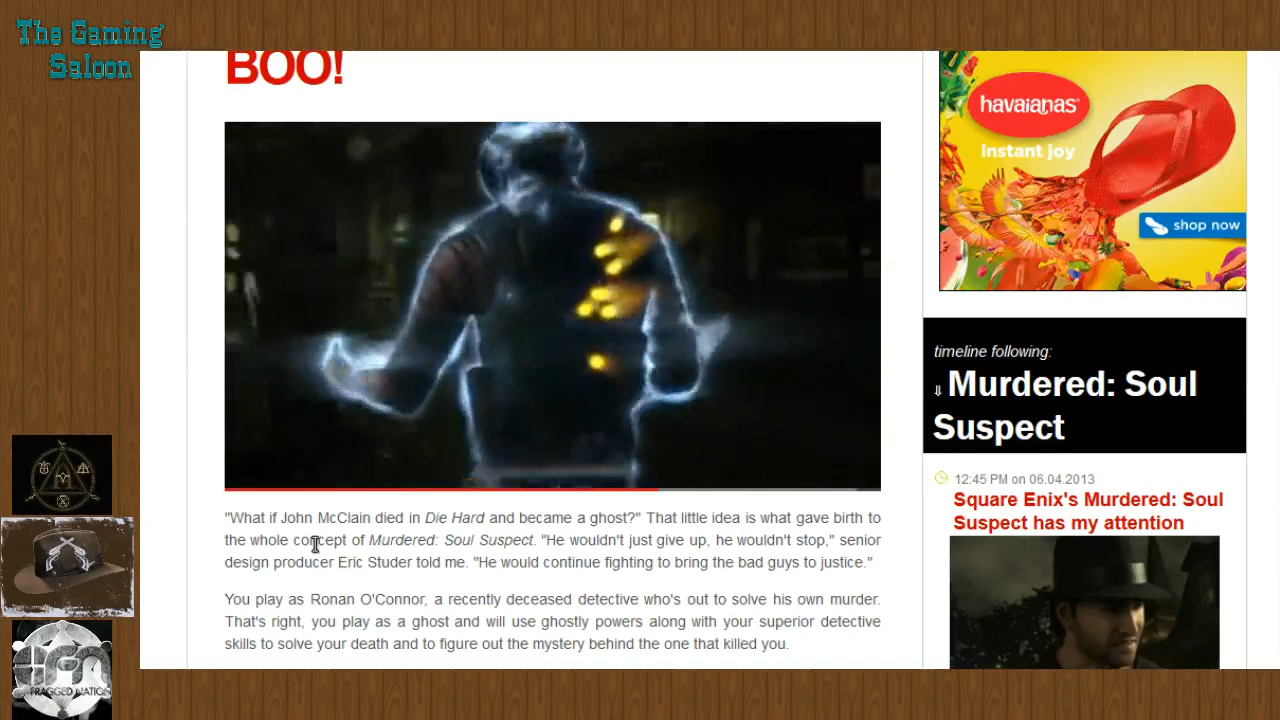 The Gaming
Saloon
BOO!
havaianas
instant joy
shop now
timeline following:
⇓ Murdered: Soul
Suspect
12:45 PM on 06.04.2013
Square Enix's Murdered: Soul
Suspect has my attention
"What if John McClain died in Die Hard and became a ghost?" That little idea is what gave birth to
the whole concept of Murdered: Soul Suspect. "He wouldn't just give up, he wouldn't stop," senior
design producer Eric Studer told me. "He would continue fighting to bring the bad guys to justice."
You play as Ronan O'Connor, a recently deceased detective who's out to solve his own murder.
That's right, you play as a ghost and will use ghostly powers along with your superior detective
skills to solve your death and to figure out the mystery behind the one that killed you.
FRAGGED NATION